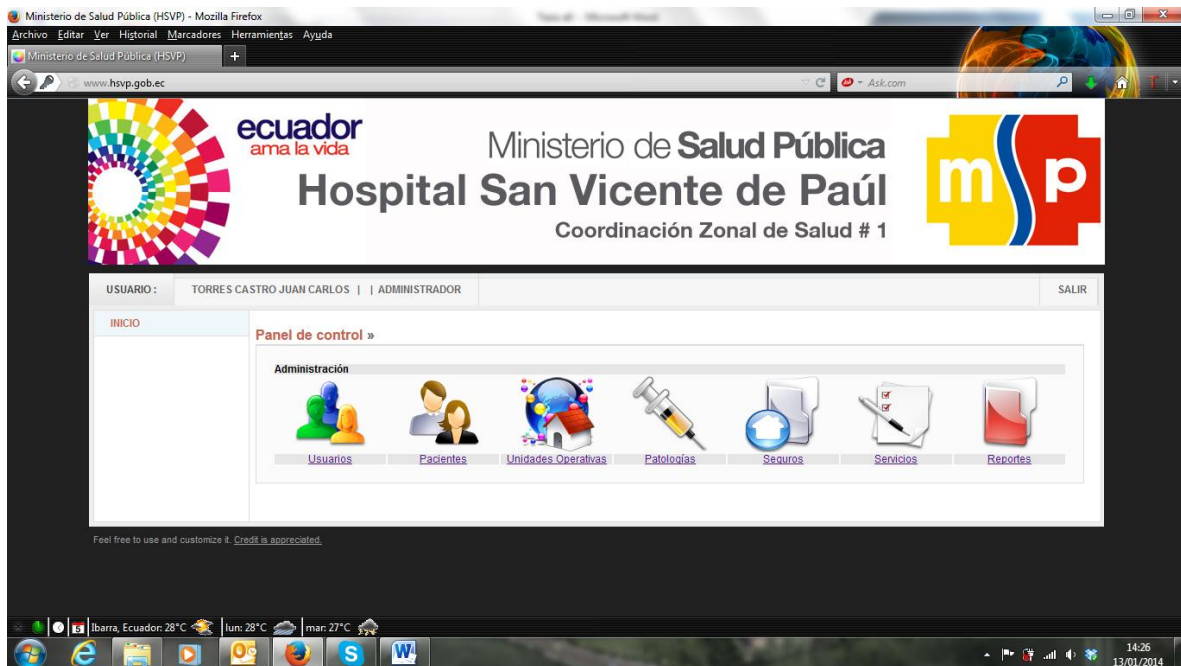 Ministerio de Salud Pública (HSVP) - Mozilla Firefox
Archivo Editar Ver Historial Marcadores Herramientas Ayuda
Ministerio de Salud Pública (HSVP) +
www.hsvp.gob.ec
Ask.com
ecuador
ama la vida
Ministerio de Salud Pública
Hospital San Vicente de Paúl
Coordinación Zonal de Salud # 1
m p
USUARIO : TORRES CASTRO JUAN CARLOS | | ADMINISTRADOR SALIR
INICIO
Panel de control »
Administración
Usuarios Pacientes Unidades Operativas Patologías Seguros Servicios Reportes
Feel free to use and customize it. Credit is appreciated.
Ibarra, Ecuador: 28°C lun: 28°C mar: 27°C
14:26
13/01/2014